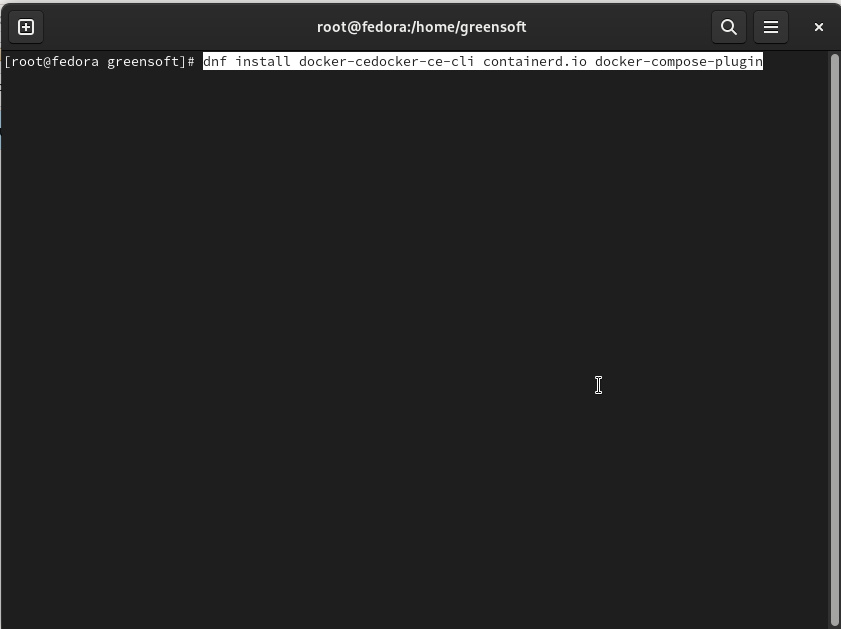 root@fedora:/home/greensoft
[root@fedora greensoft]# dnf install docker-cedocker-ce-cli containerd.io docker-compose-plugin